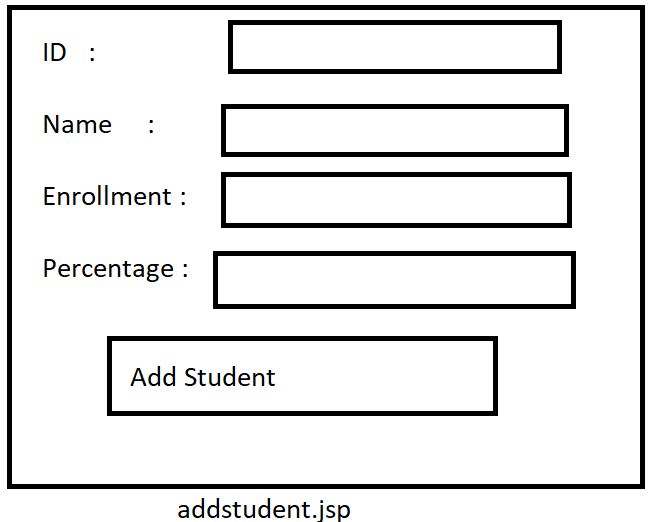 ID :
Name :
Enrollment :
Percentage :
Add Student
addstudent.jsp